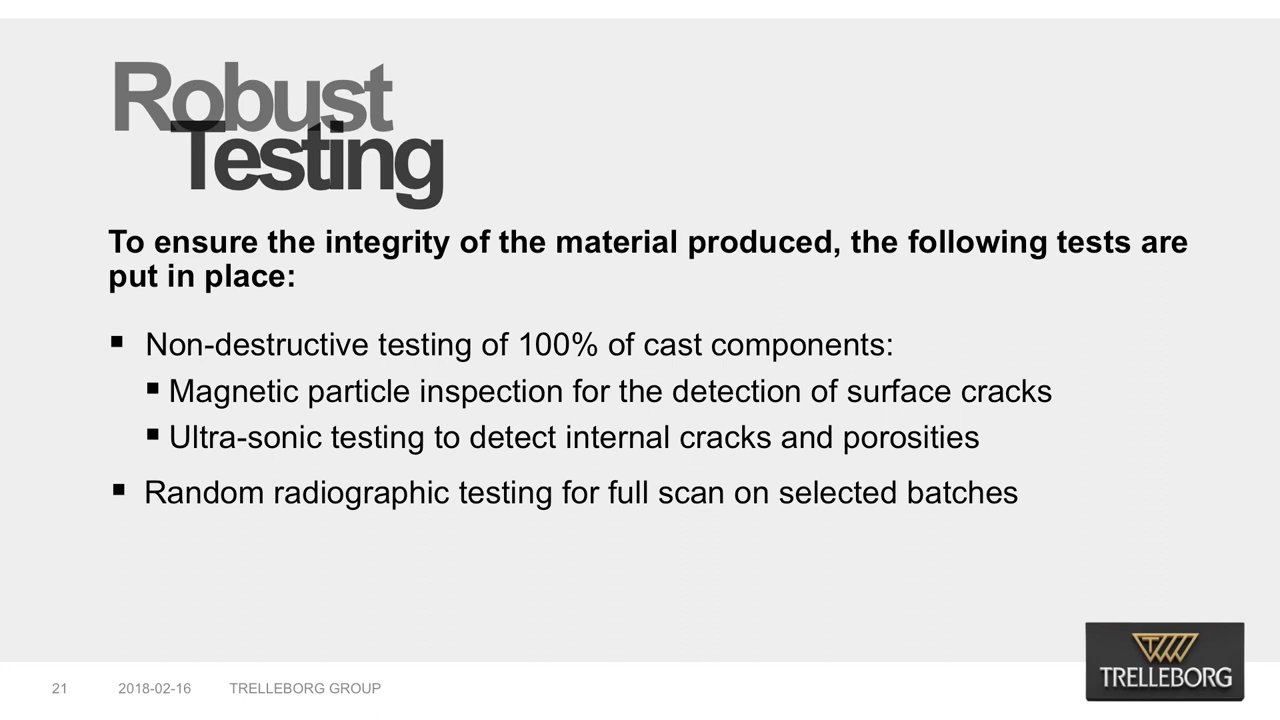 Robust
Testing
To ensure the integrity of the material produced, the following tests are
put in place:
▪ Non-destructive testing of 100% of cast components:
▪ Magnetic particle inspection for the detection of surface cracks
▪ Ultra-sonic testing to detect internal cracks and porosities
▪ Random radiographic testing for full scan on selected batches
T
TRELLEBORG
21 2018-02-16 TRELLEBORG GROUP